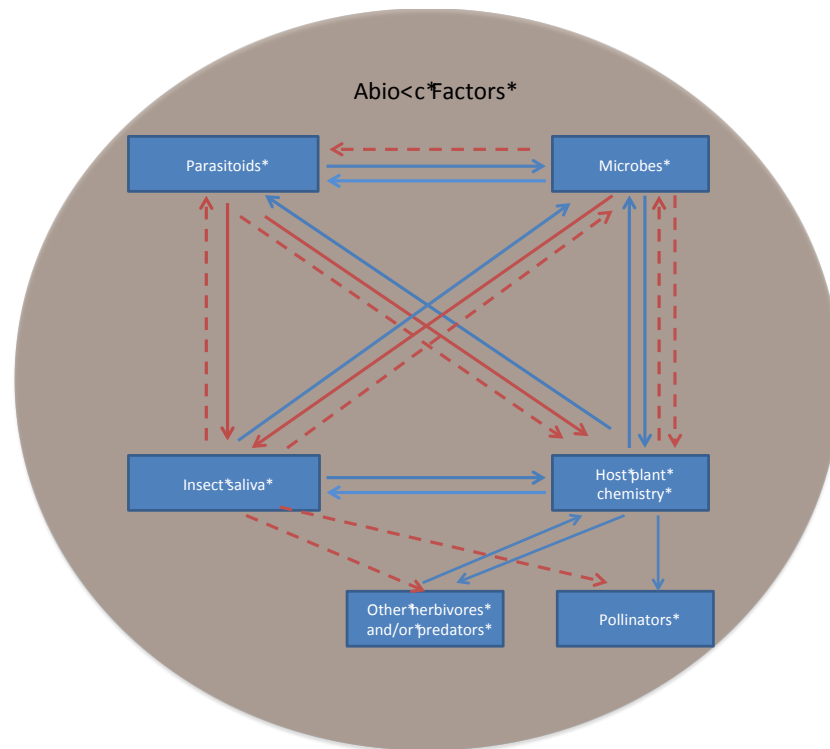 Abio<c*Factors*
Parasitoids*
Microbes*
Insect*saliva*
Host*plant*
chemistry*
Other*herbivores*
and/or*predators*
Pollinators*